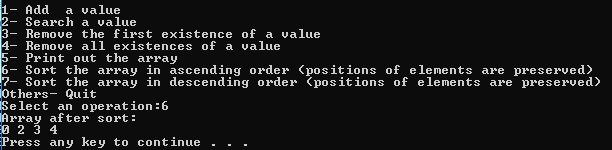 1- Add  a value
2- Search a value
3- Remove the first existence of a value
4- Remove all existences of a value
5- Print out the array
6- Sort the array in ascending order (positions of elements are preserved)
7- Sort the array in descending order (positions of elements are preserved)
Others- Quit
Select an operation:6
Array after sort:
0 2 3 4
Press any key to continue . . .